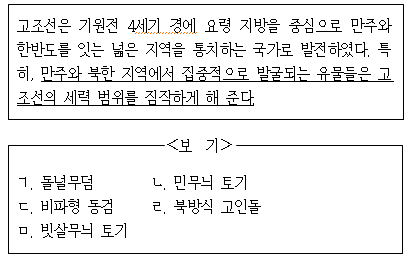 고조선은 기원전 4세기 경에 요령 지방을 중심으로 만주와
한반도를 잇는 넓은 지역을 통치하는 국가로 발전하였다. 특
히, 만주와 북한 지역에서 집중적으로 발굴되는 유물들은 고
조선의 세력 범위를 짐작하게 해 준다.
<보 기>
ㄱ. 돌널무덤 ㄴ. 민무늬 토기
ㄷ. 비파형 동검 ㄹ. 북방식 고인돌
ㅁ. 빗살무늬 토기